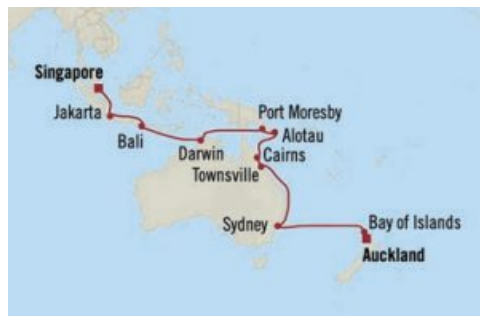 Singapore
Jakarta
Bali
Darwin
Port Moresby
Alotau
Cairns
Townsville
Sydney
Bay of Islands
Auckland